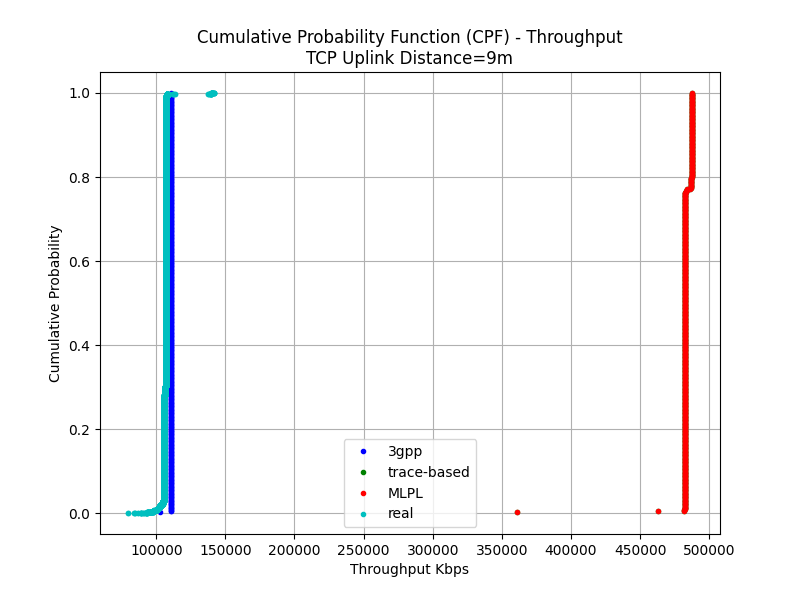 Cumulative Probability Function (CPF) - Throughput
TCP Uplink Distance=9m
1.0
0.8
0.6
0.4
0.2
0.0
Cumulative Probability
3gpp
trace-based
MLPL
real
100000 150000 200000 250000 300000 350000 400000 450000 500000
Throughput Kbps